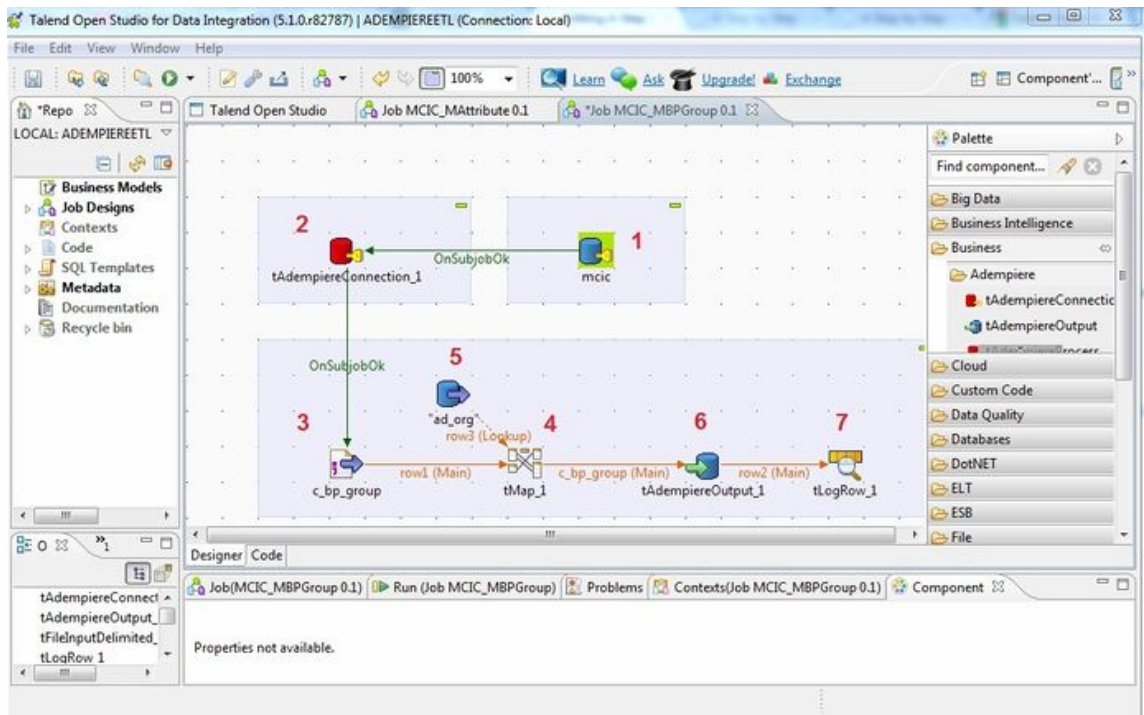 Talend Open Studio for Data Integration (5.1.0.r82787) | ADEMPIEREETL (Connection: Local)
File Edit View Window Help
100% Learn Ask Upgrade! Exchange Component'...
*Repo Talend Open Studio Job MCIC_MAttribute 0.1 *Job MCIC_MBPGroup 0.1
LOCAL: ADEMPIEREETL
Business Models
Job Designs
Contexts
Code
SQL Templates
Metadata
Documentation
Recycle bin
2
1
OnSubjobOk
tAdempiereConnection_1
mcic
OnSubjobOk
5
"ad_org"
row3 (Lookup)
3
4
6
7
row1 (Main)
c_bp_group (Main)
row2 (Main)
c_bp_group
tMap_1
tAdempiereOutput_1
tLogRow_1
Palette
Find component...
Big Data
Business Intelligence
Business
Adempiere
tAdempiereConnectic
tAdempiereOutput
Cloud
Custom Code
Data Quality
Databases
DotNET
ELT
ESB
File
Designer Code
O
1
tAdempiereConnect
tAdempiereOutput_
tFileInputDelimited_
tLogRow 1
Job(MCIC_MBPGroup 0.1) Run (Job MCIC_MBPGroup) Problems Contexts(Job MCIC_MBPGroup 0.1) Component
Properties not available.